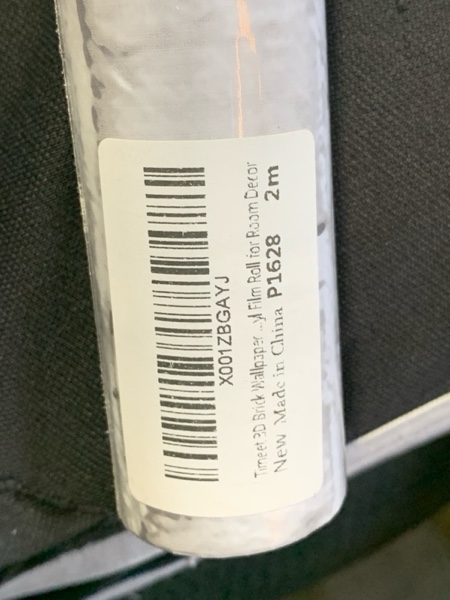 X001ZBGAYJ
Timeet 3D Brick Wallpaper ...yl Film Roll for Room Decor
New Made in China P1628 2m